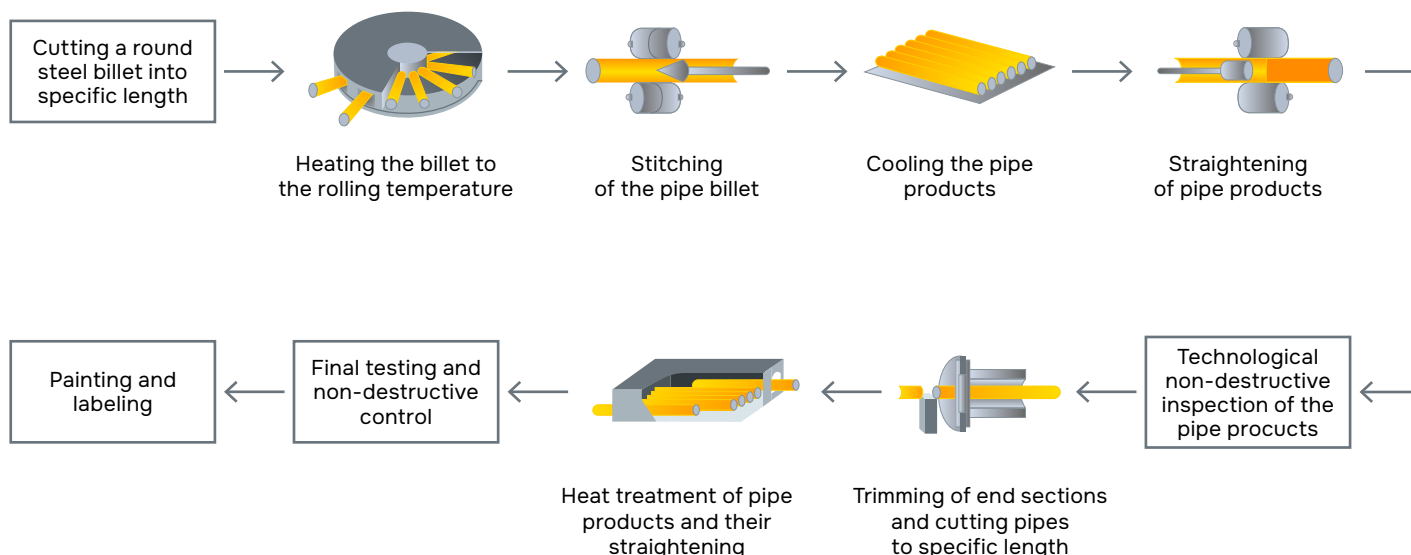 Cutting a round
steel billet into
specific length
Heating the billet to
the rolling temperature
Stitching
of the pipe billet
Cooling the pipe
products
Straightening
of pipe products
Technological
non-destructive
inspection of the
pipe procucts
Trimming of end sections
and cutting pipes
to specific length
Heat treatment of pipe
products and their
straightening
Final testing and
non-destructive
control
Painting and
labeling